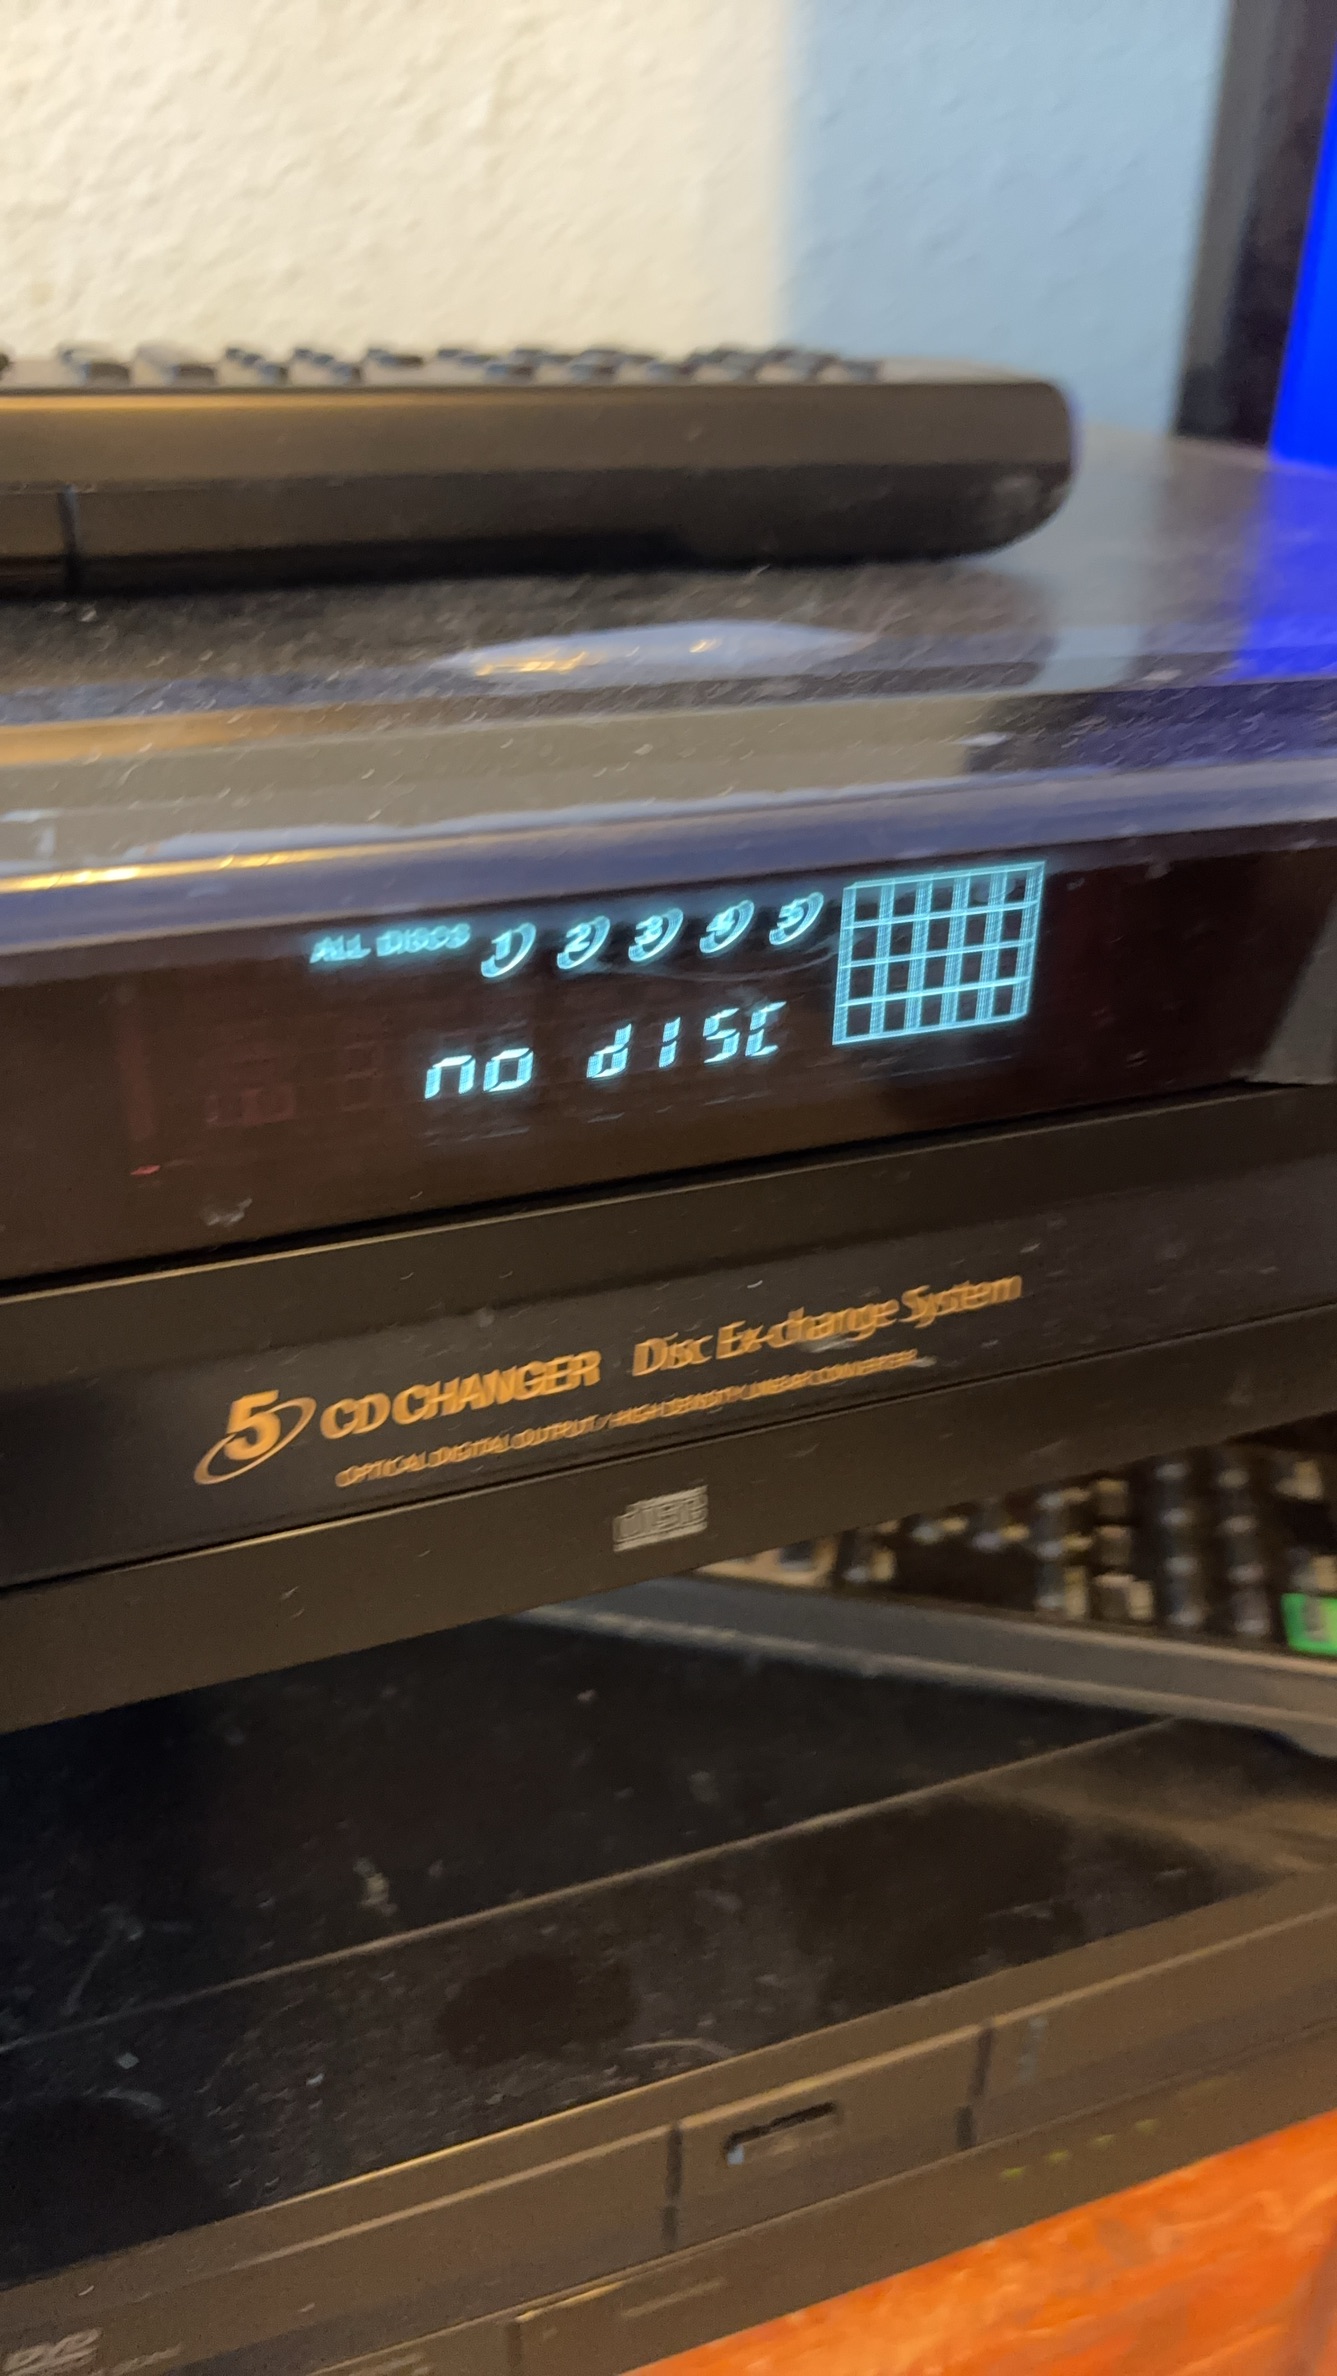 ALL DISCS 1 2 3 4 5
no dISC
5 CD CHANGER Disc Ex-change System
OPTICAL DIGITAL OUTPUT / HIGH DENSITY LINEAR CONVERTER
disc